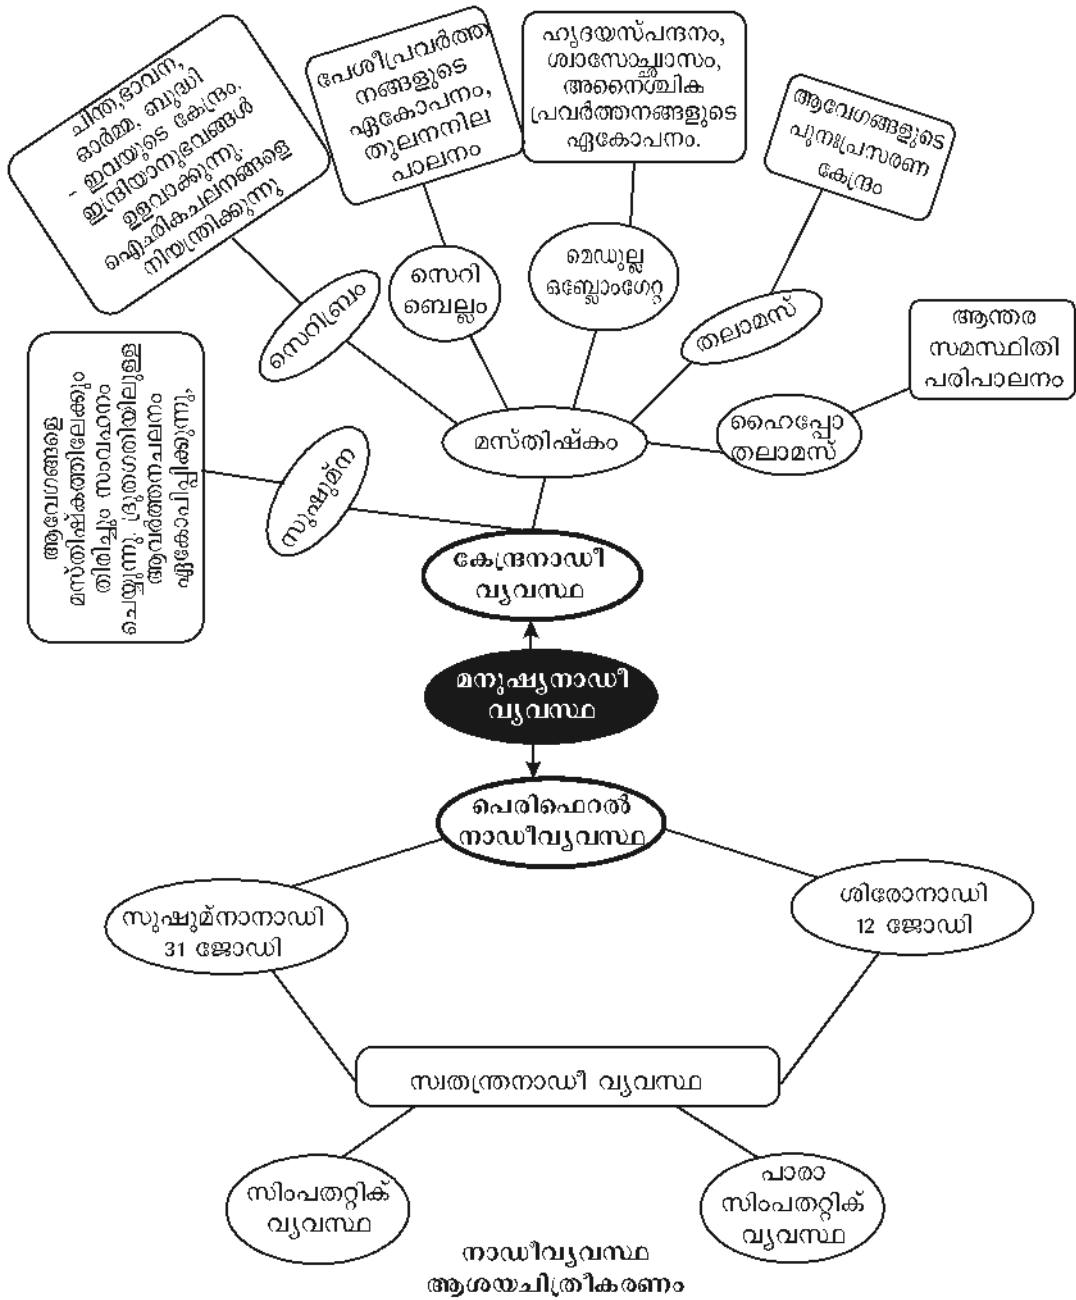 ചിന്ത,ഭാവന,
ഓർമ്മ, ബുദ്ധി
- ഇവയുടെ കേന്ദ്രം.
ഇന്ദ്രിയാനുഭവങ്ങൾ
ഉളവാക്കുന്നു.
ഐഛികചലനങ്ങളെ
നിയന്ത്രിക്കുന്നു
പേശീപ്രവർത്ത
നങ്ങളുടെ
ഏകോപനം,
തുലനനില
പാലനം
ഹൃദയസ്പന്ദനം,
ശ്വാസോച്ഛ്വാസം,
അനൈശ്ചിക
പ്രവർത്തനങ്ങളുടെ
ഏകോപനം.
ആവേഗങ്ങളുടെ
പുനഃപ്രസരണ
കേന്ദ്രം
സെറിബ്രം
സെറി
ബെല്ലം
മെഡുല്ല
ഒബ്ലോംഗേറ്റ
തലാമസ്
ആന്തര
സമസ്ഥിതി
പരിപാലനം
ഹൈപ്പോ
തലാമസ്
മസ്തിഷ്കം
ആവേഗങ്ങളെ
മസ്തിഷ്കത്തിലേക്കും
തിരിച്ചും സംവഹനം
ചെയ്യുന്നു. ദ്രുതഗതിയിലുള്ള
ആവർത്തനചലനം
ഏകോപിപ്പിക്കുന്നു,
സുഷുമ്ന
കേന്ദ്രനാഡീ
വ്യവസ്ഥ
മനുഷ്യനാഡീ
വ്യവസ്ഥ
പെരിഫെറൽ
നാഡീവ്യവസ്ഥ
സുഷുമ്നാനാഡി
31 ജോഡി
ശിരോനാഡി
12 ജോഡി
സ്വതന്ത്രനാഡീ വ്യവസ്ഥ
സിംപതറ്റിക്
വ്യവസ്ഥ
പാരാ
സിംപതറ്റിക്
വ്യവസ്ഥ
നാഡീവ്യവസ്ഥ
ആശയചിത്രീകരണം